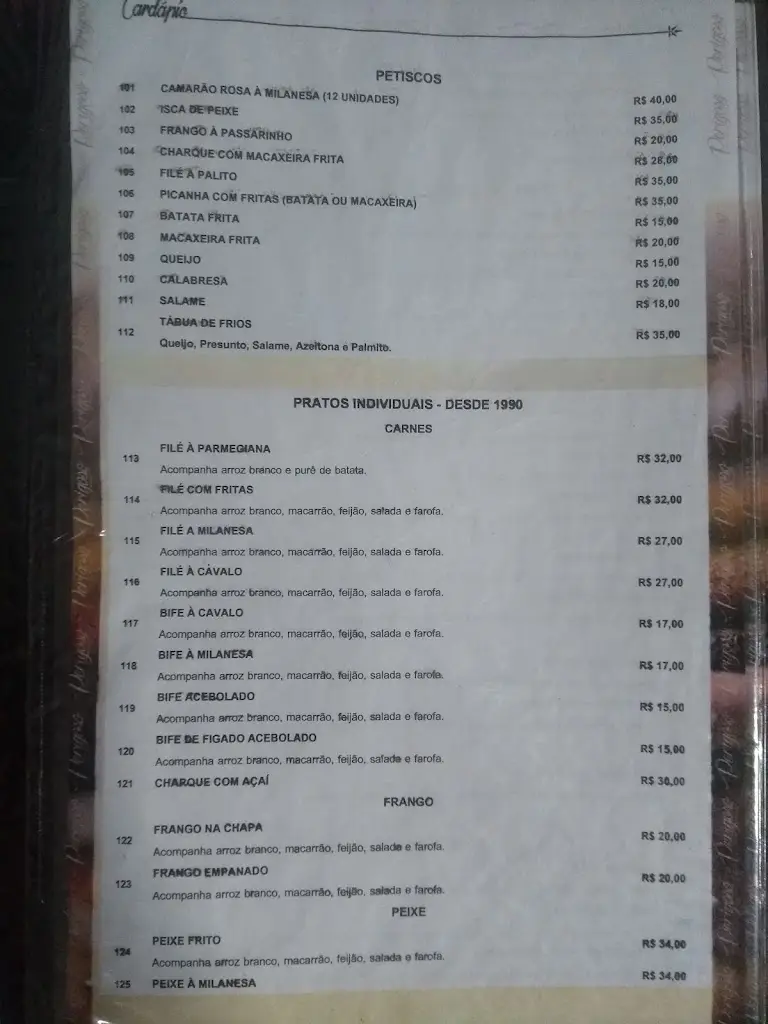 Cardápio
PETISCOS
101 CAMARÃO ROSA À MILANESA (12 UNIDADES) R$ 40,00
102 ISCA DE PEIXE R$ 35,00
103 FRANGO À PASSARINHO R$ 20,00
104 CHARQUE COM MACAXEIRA FRITA R$ 28,00
105 FILÉ A PALITO R$ 35,00
106 PICANHA COM FRITAS (BATATA OU MACAXEIRA) R$ 35,00
107 BATATA FRITA R$ 15,00
108 MACAXEIRA FRITA R$ 20,00
109 QUEIJO R$ 15,00
110 CALABRESA R$ 20,00
111 SALAME R$ 18,00
112 TÁBUA DE FRIOS R$ 35,00
Queijo, Presunto, Salame, Azeitona e Palmito.
PRATOS INDIVIDUAIS - DESDE 1990
CARNES
113 FILÉ À PARMEGIANA R$ 32,00
Acompanha arroz branco e purê de batata.
114 FILÉ COM FRITAS R$ 32,00
Acompanha arroz branco, macarrão, feijão, salada e farofa.
115 FILÉ A MILANESA R$ 27,00
Acompanha arroz branco, macarrão, feijão, salada e farofa.
116 FILÉ À CAVALO R$ 27,00
Acompanha arroz branco, macarrão, feijão, salada e farofa.
117 BIFE À CAVALO R$ 17,00
Acompanha arroz branco, macarrão, feijão, salada e farofa.
118 BIFE À MILANESA R$ 17,00
Acompanha arroz branco, macarrão, feijão, salada e farofa.
119 BIFE ACEBOLADO R$ 15,00
Acompanha arroz branco, macarrão, feijão, salada e farofa.
120 BIFE DE FIGADO ACEBOLADO R$ 15,00
Acompanha arroz branco, macarrão, feijão, salada e farofa.
121 CHARQUE COM AÇAÍ R$ 30,00
FRANGO
122 FRANGO NA CHAPA R$ 20,00
Acompanha arroz branco, macarrão, feijão, salada e farofa.
123 FRANGO EMPANADO R$ 20,00
Acompanha arroz branco, macarrão, feijão, salada e farofa.
PEIXE
124 PEIXE FRITO R$ 34,00
Acompanha arroz branco, macarrão, feijão, salada e farofa.
125 PEIXE À MILANESA R$ 34,00